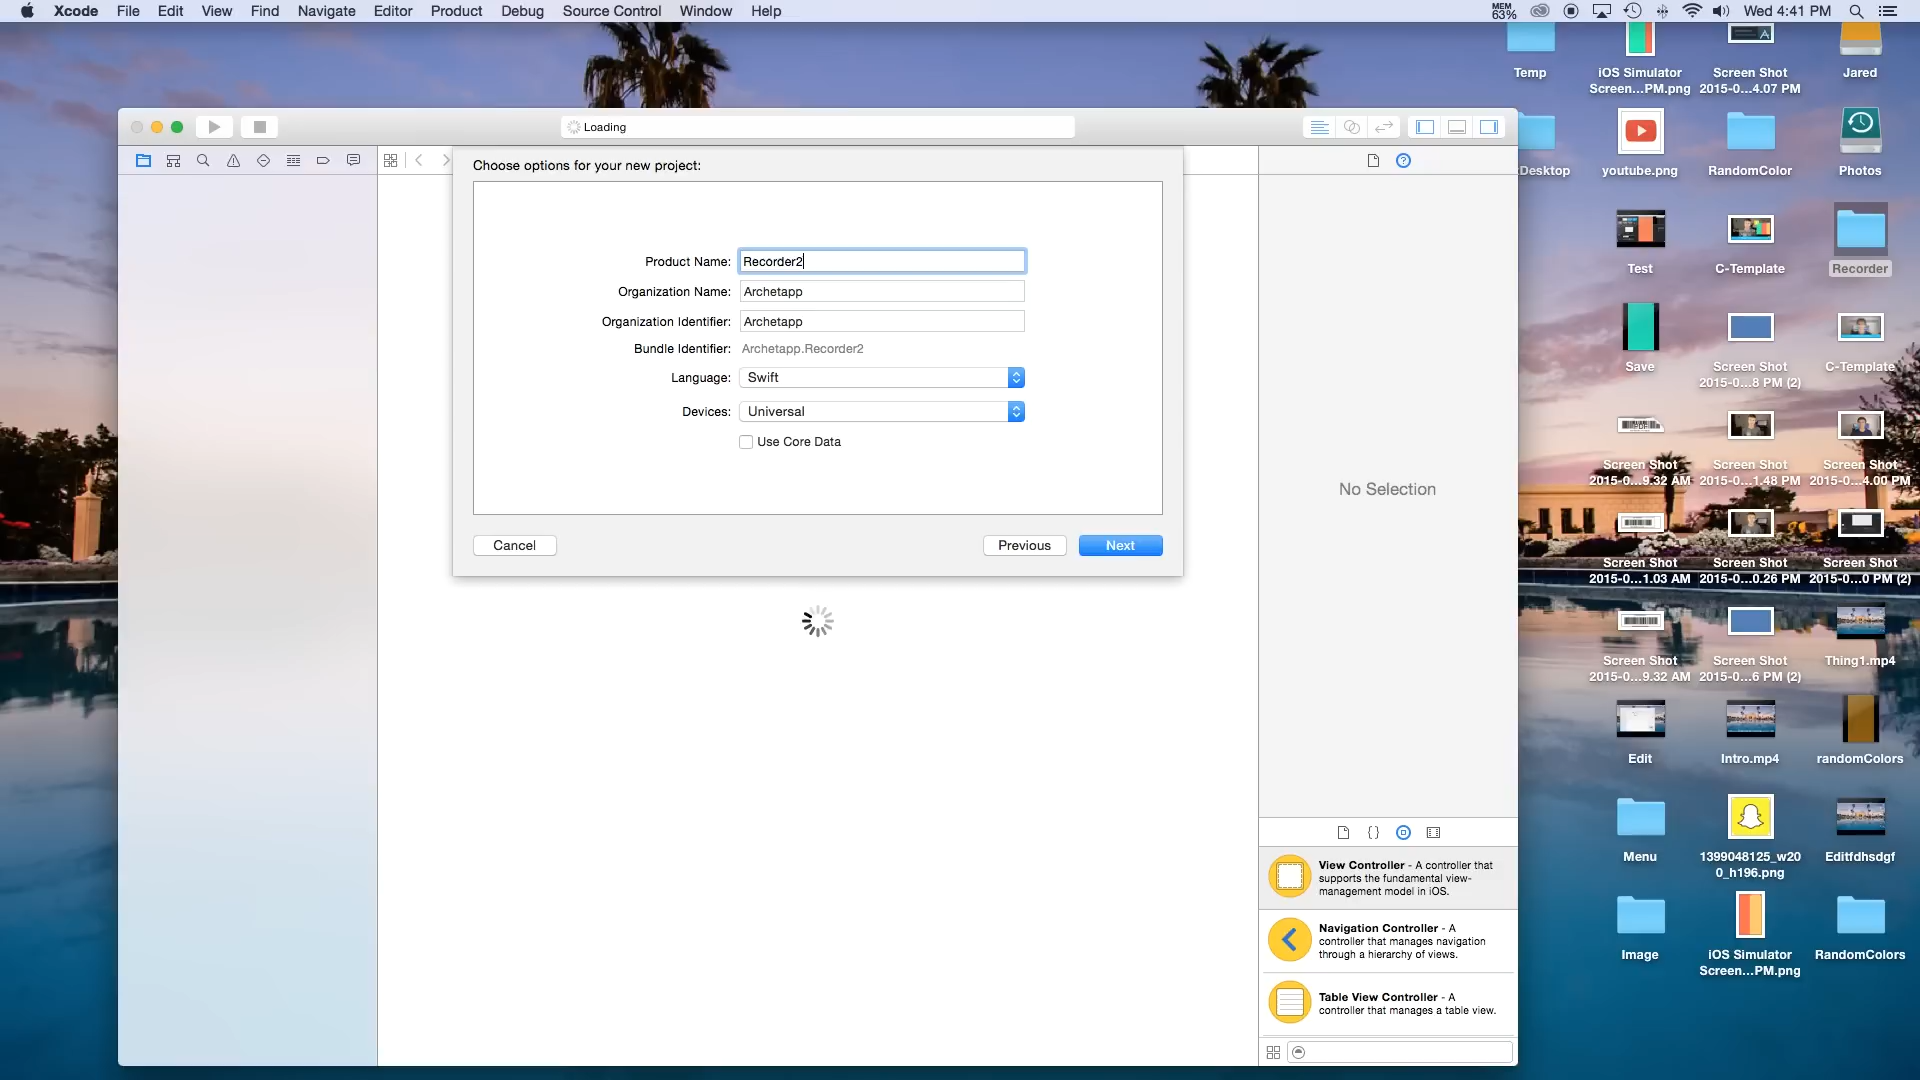 Xcode File Edit View Find Navigate Editor Product Debug Source Control Window Help
MEM
63%
Wed 4:41 PM
Loading
Choose options for your new project:
Product Name: Recorder2
Organization Name: Archetapp
Organization Identifier: Archetapp
Bundle Identifier: Archetapp.Recorder2
Language: Swift
Devices: Universal
Use Core Data
Cancel
Previous
Next
No Selection
View Controller - A controller that
supports the fundamental view-
management model in iOS.
Navigation Controller - A
controller that manages navigation
through a hierarchy of views.
Table View Controller - A
controller that manages a table view.
Temp
iOS Simulator
Screen...PM.png
Screen Shot
2015-0...4.07 PM
Jared
Desktop
youtube.png
RandomColor
Photos
Test
C-Template
Recorder
Save
Screen Shot
2015-0...8 PM (2)
C-Template
Screen Shot
2015-0...9.32 AM
Screen Shot
2015-0...1.48 PM
Screen Shot
2015-0...4.00 PM
Screen Shot
2015-0...1.03 AM
Screen Shot
2015-0...0.26 PM
Screen Shot
2015-0...0 PM (2)
Screen Shot
2015-0...9.32 AM
Screen Shot
2015-0...6 PM (2)
Thing1.mp4
Edit
Intro.mp4
randomColors
Menu
1399048125_w20
0_h196.png
Editfdhsdgf
Image
iOS Simulator
Screen...PM.png
RandomColors